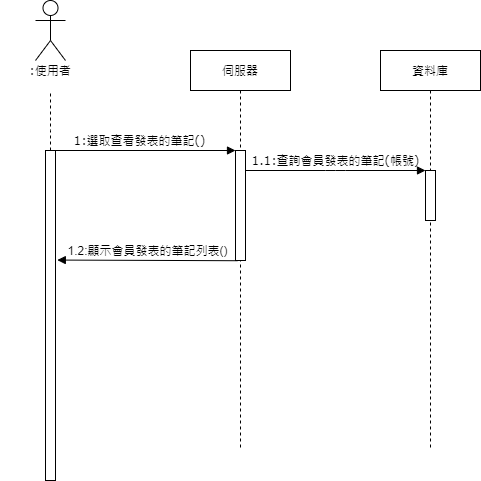 :使用者
伺服器
資料庫
1:選取查看發表的筆記()
1.1:查詢會員發表的筆記(帳號)
1.2:顯示會員發表的筆記列表()